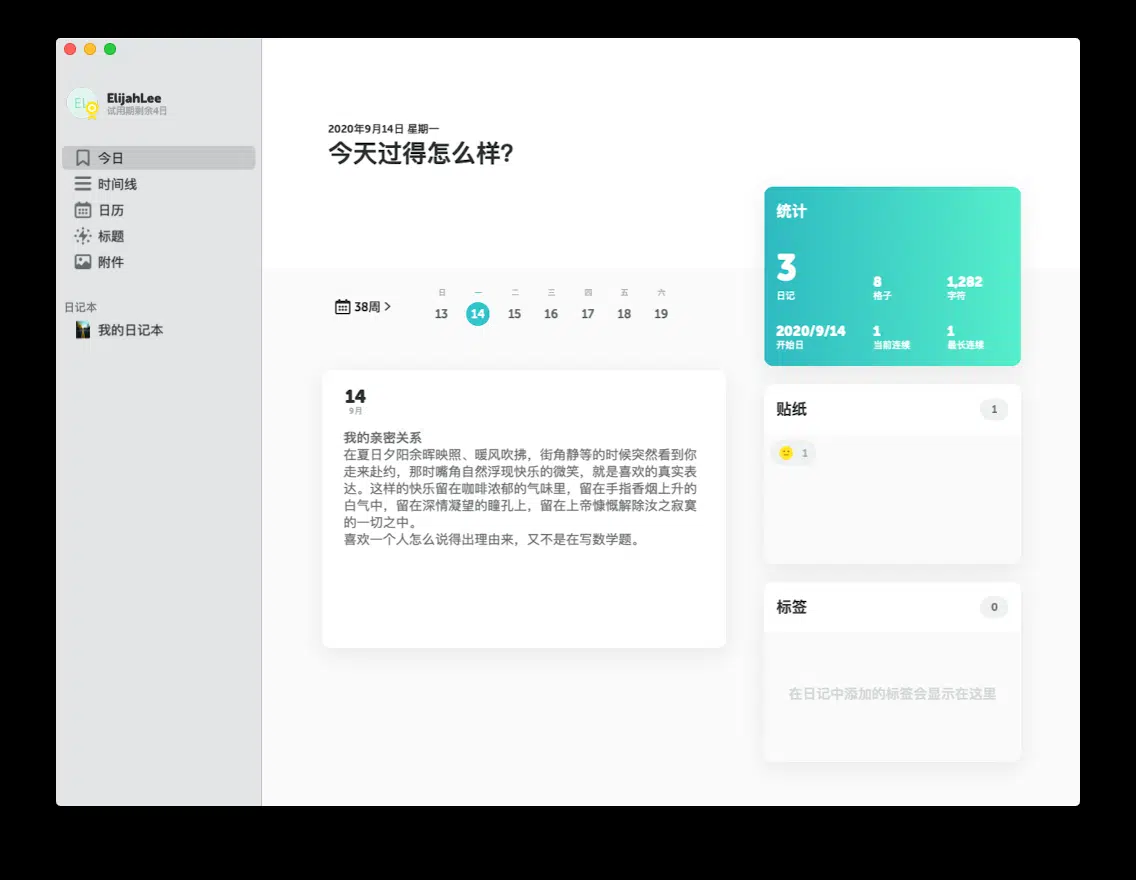 EL
ElijahLee
试用期剩余4日
今日
时间线
日历
标题
附件
日记本
我的日记本
2020年9月14日 星期一
今天过得怎么样?
38周
日 一 二 三 四 五 六
13 14 15 16 17 18 19
14
9月
我的亲密关系
在夏日夕阳余晖映照、暖风吹拂，街角静等的时候突然看到你
走来赴约，那时嘴角自然浮现快乐的微笑，就是喜欢的真实表
达。这样的快乐留在咖啡浓郁的气味里，留在手指香烟上升的
白气中，留在深情凝望的瞳孔上，留在上帝慷慨解除汝之寂寞
的一切之中。
喜欢一个人怎么说得出理由来，又不是在写数学题。
统计
3 8 1,282
日记 格子 字符
2020/9/14 1 1
开始日 当前连续 最长连续
贴纸 1
1
标签 0
在日记中添加的标签会显示在这里